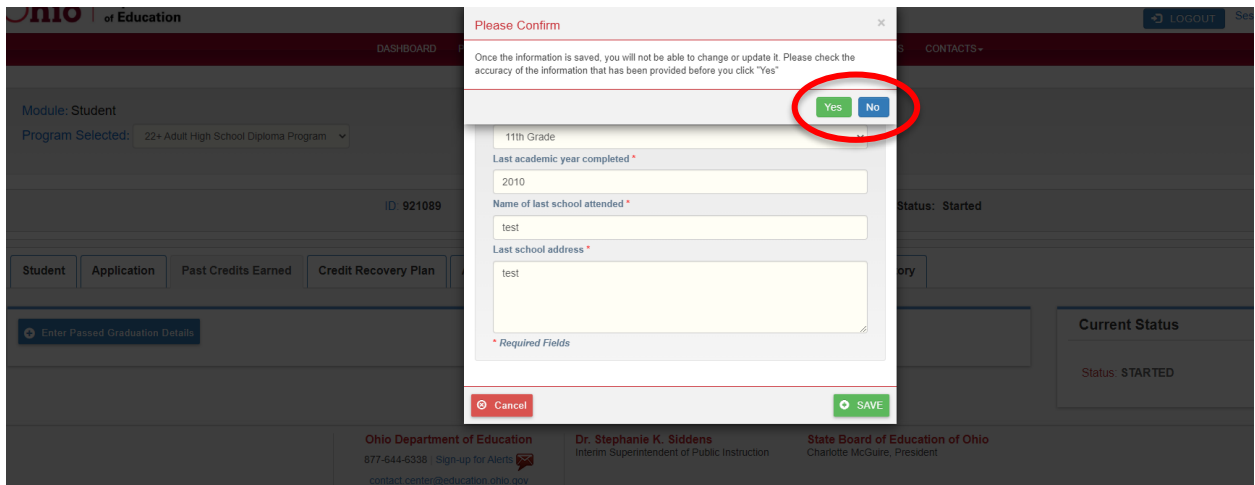 Ohio
of Education
LOGOUT
Please Confirm ×
DASHBOARD
CONTACTS
Once the information is saved, you will not be able to change or update it. Please check the
accuracy of the information that has been provided before you click "Yes"
Yes No
Module: Student
Program Selected: 22+ Adult High School Diploma Program
11th Grade
Last academic year completed *
2010
ID: 921089
Name of last school attended *
Status: Started
test
Last school address *
Student Application Past Credits Earned Credit Recovery Plan
test
Enter Passed Graduation Details
Current Status
* Required Fields
Status: STARTED
Cancel
SAVE
Ohio Department of Education
877-644-6338 | Sign-up for Alerts
contact.center@education.ohio.gov
Dr. Stephanie K. Siddens
Interim Superintendent of Public Instruction
State Board of Education of Ohio
Charlotte McGuire, President